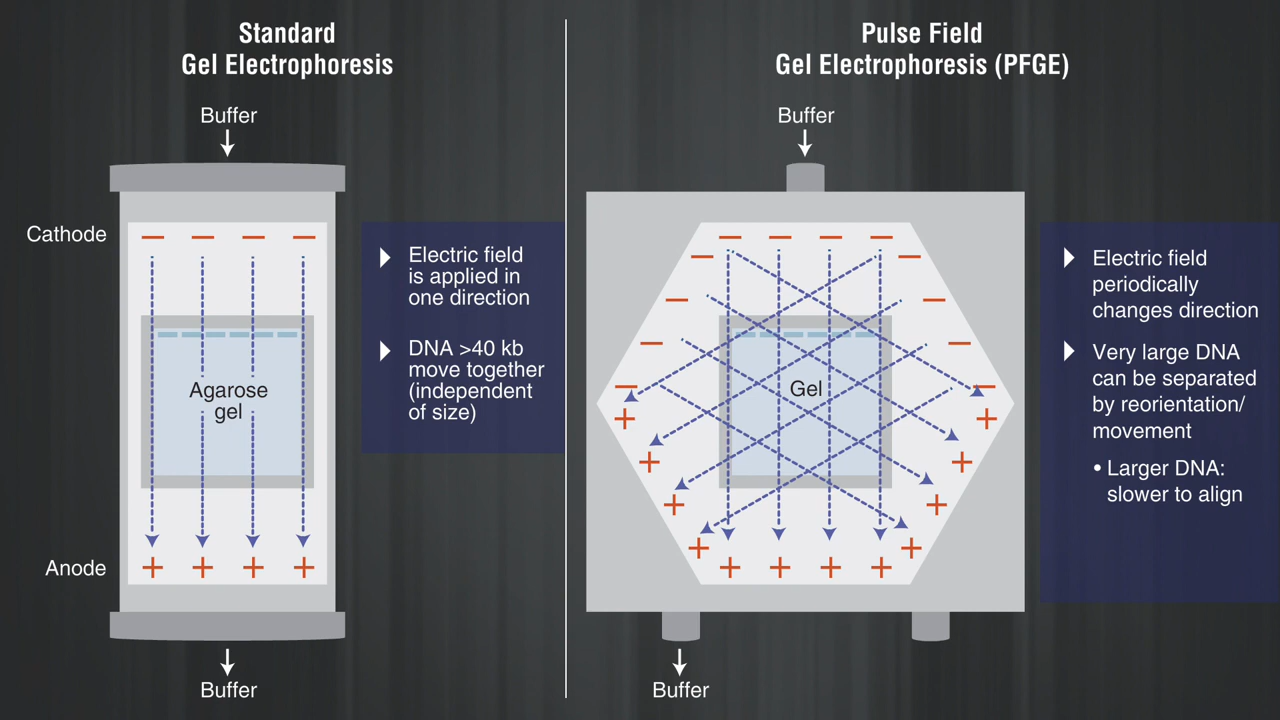 Standard
Gel Electrophoresis
Buffer
Cathode
− − − −
Agarose
gel
Anode
+ + + +
Buffer
Electric field
is applied in
one direction
DNA >40 kb
move together
(independent
of size)
Pulse Field
Gel Electrophoresis (PFGE)
Buffer
− − − −
− −
− −
− −
− −
Gel
+ +
+ +
+ +
+ +
+ + + +
Buffer
Electric field
periodically
changes direction
Very large DNA
can be separated
by reorientation/
movement
• Larger DNA:
slower to align